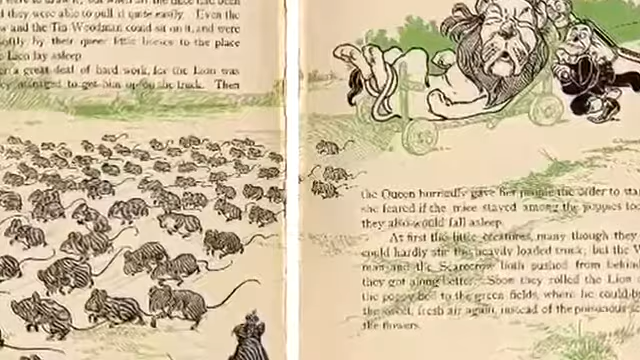 they were able to pull it quite easily. Even the
and the Tin Woodman could sit on it, and were
by their queer little horses to the place
Lion lay asleep
a great deal of hard work, for the Lion was
managed to get him up on the truck. Then
the Queen hurriedly gave her people the order to
she feared if the mice stayed among the poppies too
they also would fall asleep.
At first the little creatures, many though they
could hardly stir the heavily loaded truck; but the
man and the Scarecrow both pushed from behind
they got along better. Soon they rolled the Lion
the poppy bed to the green fields, where he could
the sweet, fresh air again, instead of the poisonous
the flowers.